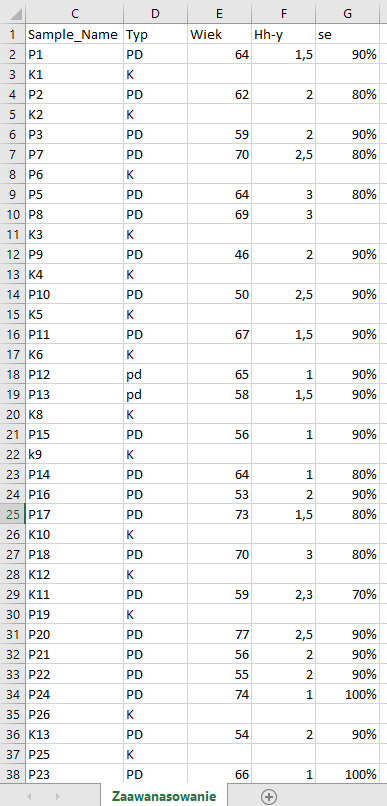 C D E F G
1 Sample_Name Typ Wiek Hh-y se
2 P1 PD 64 1,5 90%
3 K1 K
4 P2 PD 62 2 80%
5 K2 K
6 P3 PD 59 2 90%
7 P7 PD 70 2,5 80%
8 P6 K
9 P5 PD 64 3 80%
10 P8 PD 69 3
11 K3 K
12 P9 PD 46 2 90%
13 K4 K
14 P10 PD 50 2,5 90%
15 K5 K
16 P11 PD 67 1,5 90%
17 K6 K
18 P12 pd 65 1 90%
19 P13 pd 58 1,5 90%
20 K8 K
21 P15 PD 56 1 90%
22 k9 K
23 P14 PD 64 1 80%
24 P16 PD 53 2 90%
25 P17 PD 73 1,5 80%
26 K10 K
27 P18 PD 70 3 80%
28 K12 K
29 K11 PD 59 2,3 70%
30 P19 K
31 P20 PD 77 2,5 90%
32 P21 PD 56 2 90%
33 P22 PD 55 2 90%
34 P24 PD 74 1 100%
35 P26 K
36 K13 PD 54 2 90%
37 P25 K
38 P23 PD 66 1 100%
Zaawanasowanie